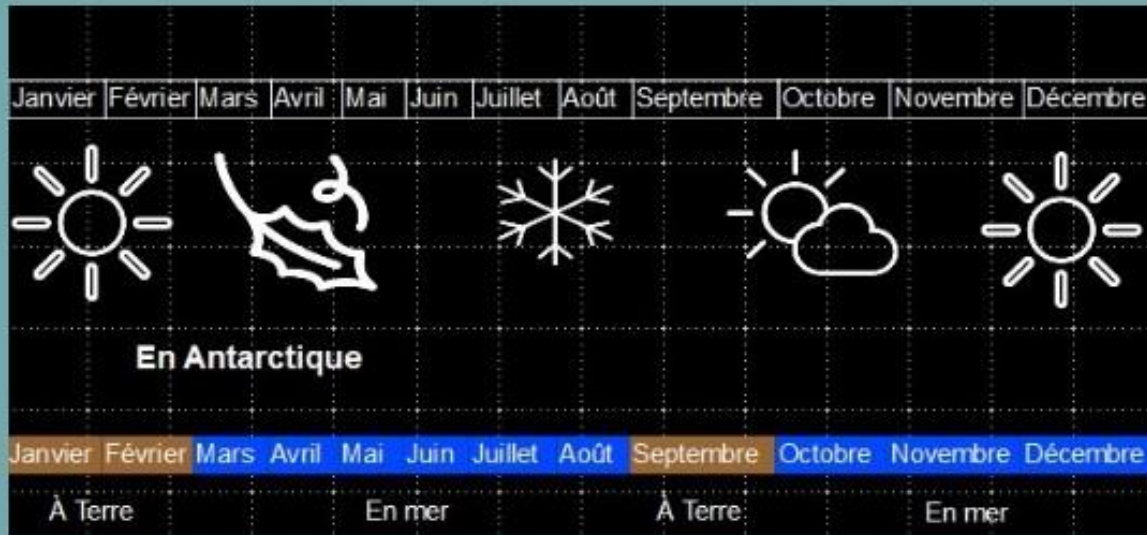 Janvier Février Mars Avril Mai Juin Juillet Août Septembre Octobre Novembre Décembre
En Antarctique
Janvier Février Mars Avril Mai Juin Juillet Août Septembre Octobre Novembre Décembre
À Terre En mer À Terre En mer